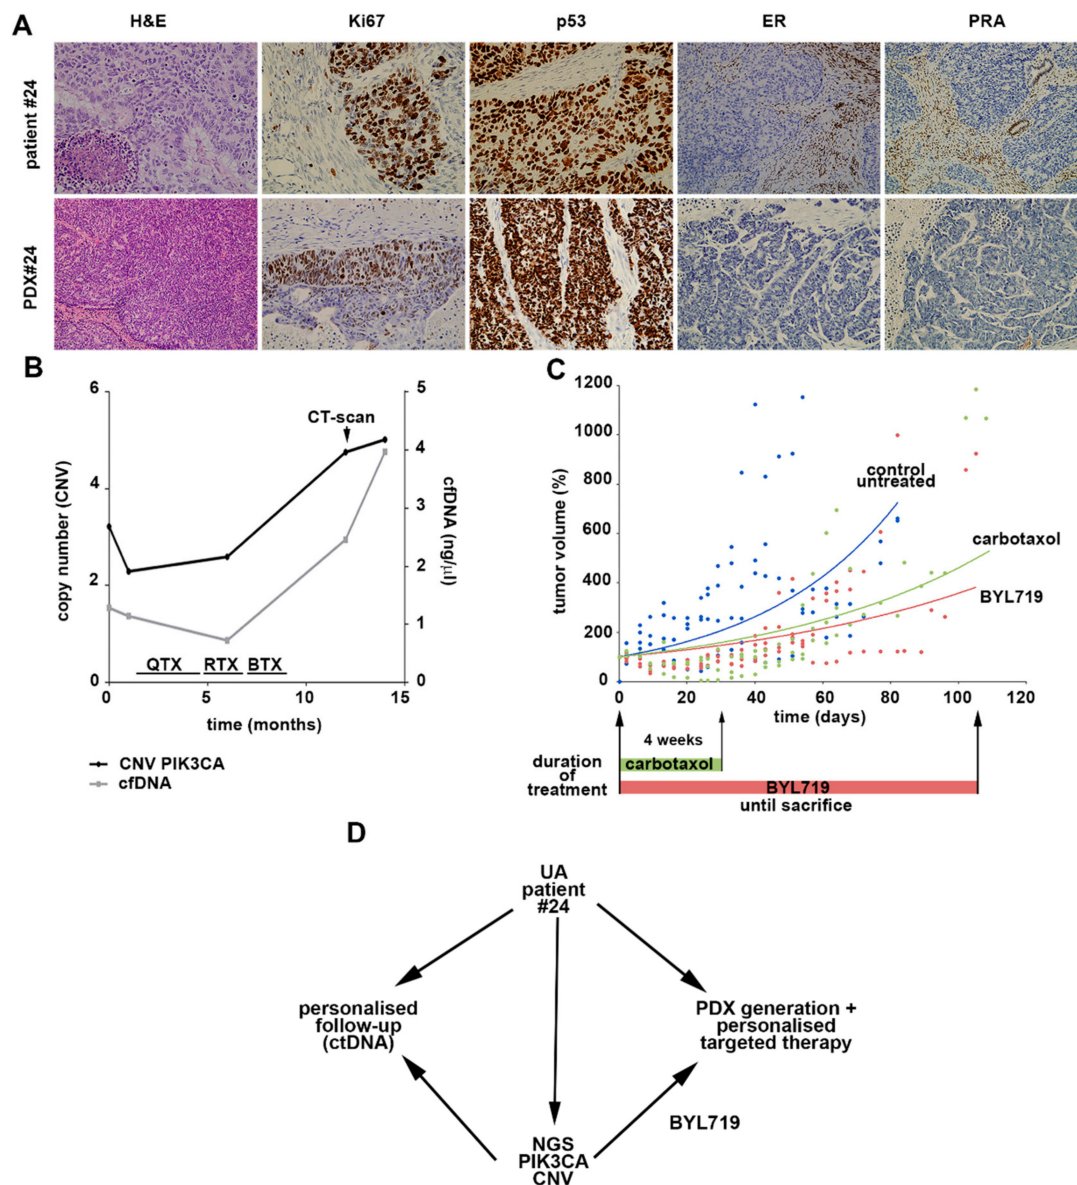 A
H&E
Ki67
p53
ER
PRA
patient #24
PDX#24
B
6
4
2
0
copy number (CNV)
5
4
3
2
1
0
cfDNA (ng/µl)
CT-scan
QTX
RTX
BTX
0
5
10
15
time (months)
CNV PIK3CA
cfDNA
C
1200
1000
800
600
400
200
0
tumor volume (%)
control
untreated
carbotaxol
BYL719
0
20
40
60
80
100
120
time (days)
4 weeks
duration
of
treatment
carbotaxol
BYL719
until sacrifice
D
UA
patient
#24
personalised
follow-up
(ctDNA)
PDX generation +
personalised
targeted therapy
BYL719
NGS
PIK3CA
CNV